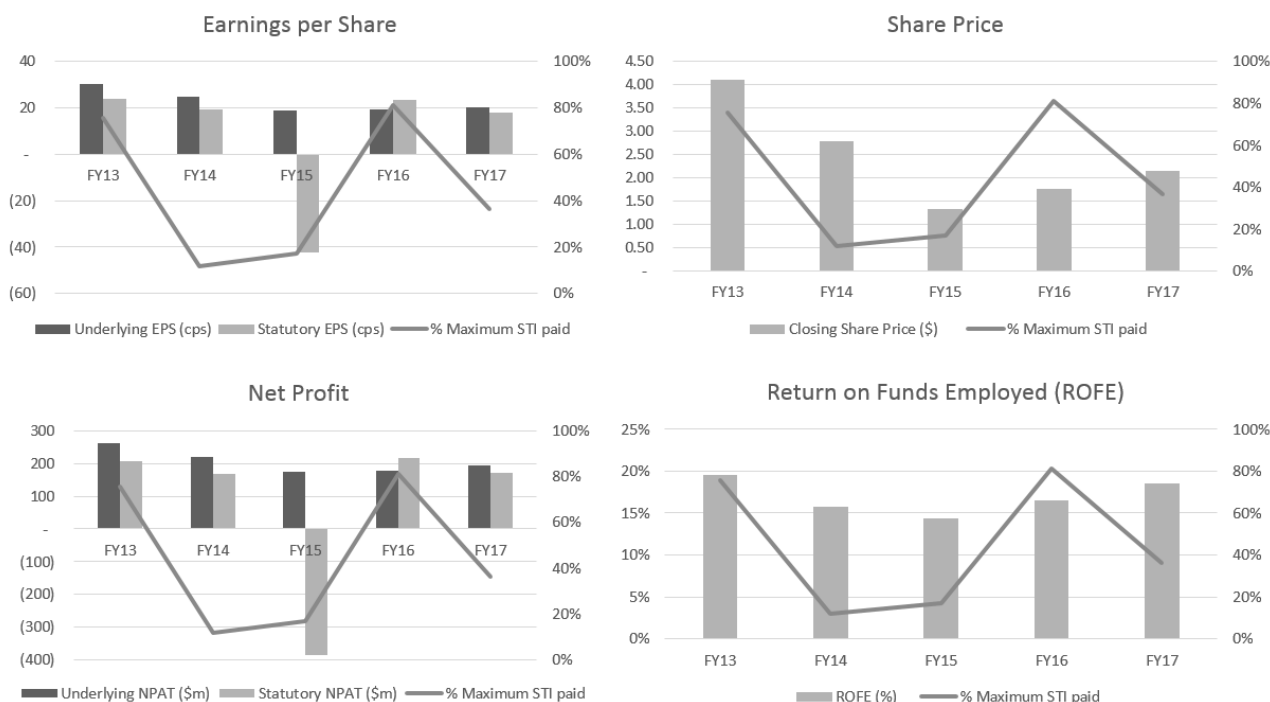 Earnings per Share
40 100%
20 80%
- 60%
FY13 FY14 FY15 FY16 FY17
(20) 40%
(40) 20%
(60) 0%
Underlying EPS (cps) Statutory EPS (cps) % Maximum STI paid
Share Price
4.50 100%
4.00
3.50 80%
3.00
2.50 60%
2.00
1.50 40%
1.00 20%
0.50
- 0%
FY13 FY14 FY15 FY16 FY17
Closing Share Price ($) % Maximum STI paid
Net Profit
300 100%
200 80%
100
- 60%
FY13 FY14 FY15 FY16 FY17
(100) 40%
(200)
(300) 20%
(400) 0%
Underlying NPAT ($m) Statutory NPAT ($m) % Maximum STI paid
Return on Funds Employed (ROFE)
25% 100%
20% 80%
15% 60%
10% 40%
5% 20%
0% 0%
FY13 FY14 FY15 FY16 FY17
ROFE (%) % Maximum STI paid